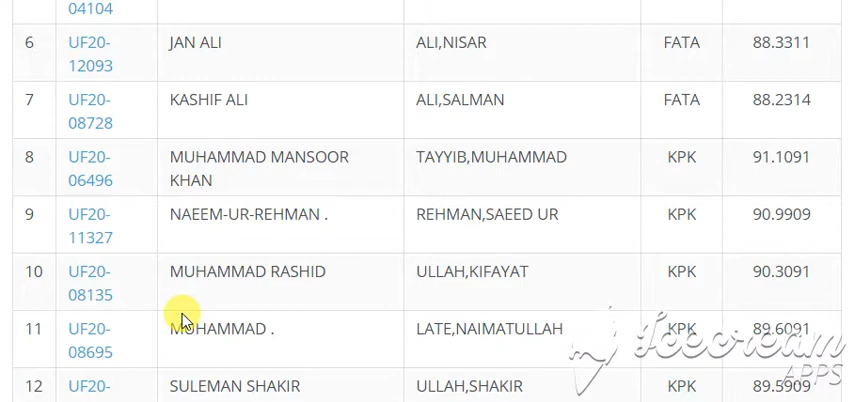 04104
6 UF20- JAN ALI ALI,NISAR FATA 88.3311
12093
7 UF20- KASHIF ALI ALI,SALMAN FATA 88.2314
08728
8 UF20- MUHAMMAD MANSOOR TAYYIB,MUHAMMAD KPK 91.1091
06496 KHAN
9 UF20- NAEEM-UR-REHMAN . REHMAN,SAEED UR KPK 90.9909
11327
10 UF20- MUHAMMAD RASHID ULLAH,KIFAYAT KPK 90.3091
08135
11 UF20- MUHAMMAD . LATE,NAIMATULLAH KPK 89.6091
08695
Icecream
APPS
12 UF20- SULEMAN SHAKIR ULLAH,SHAKIR KPK 89.5909